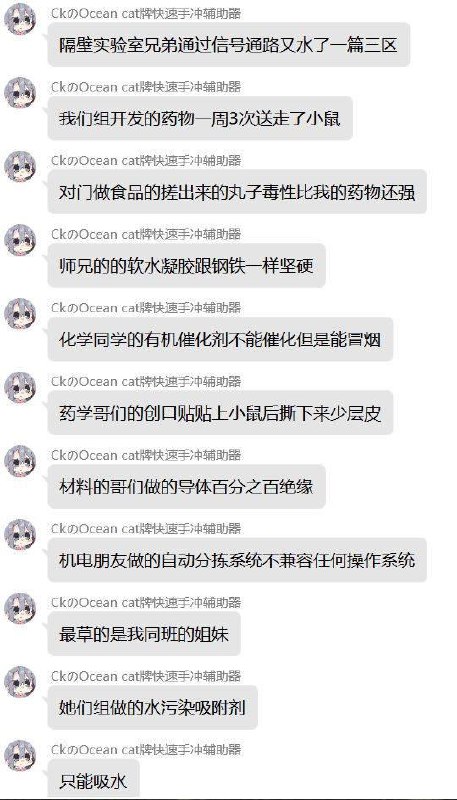 CkのOcean cat牌快速手冲辅助器
隔壁实验室兄弟通过信号通路又水了一篇三区
CkのOcean cat牌快速手冲辅助器
我们组开发的药物一周3次送走了小鼠
CkのOcean cat牌快速手冲辅助器
对门做食品的搓出来的丸子毒性比我的药物还强
CkのOcean cat牌快速手冲辅助器
师兄的的软水凝胶跟钢铁一样坚硬
CkのOcean cat牌快速手冲辅助器
化学同学的有机催化剂不能催化但是能冒烟
CkのOcean cat牌快速手冲辅助器
药学哥们的创口贴贴上小鼠后撕下来少层皮
CkのOcean cat牌快速手冲辅助器
材料的哥们做的导体百分之百绝缘
CkのOcean cat牌快速手冲辅助器
机电朋友做的自动分拣系统不兼容任何操作系统
CkのOcean cat牌快速手冲辅助器
最草的是我同班的姐妹
CkのOcean cat牌快速手冲辅助器
她们组做的水污染吸附剂
CkのOcean cat牌快速手冲辅助器
只能吸水